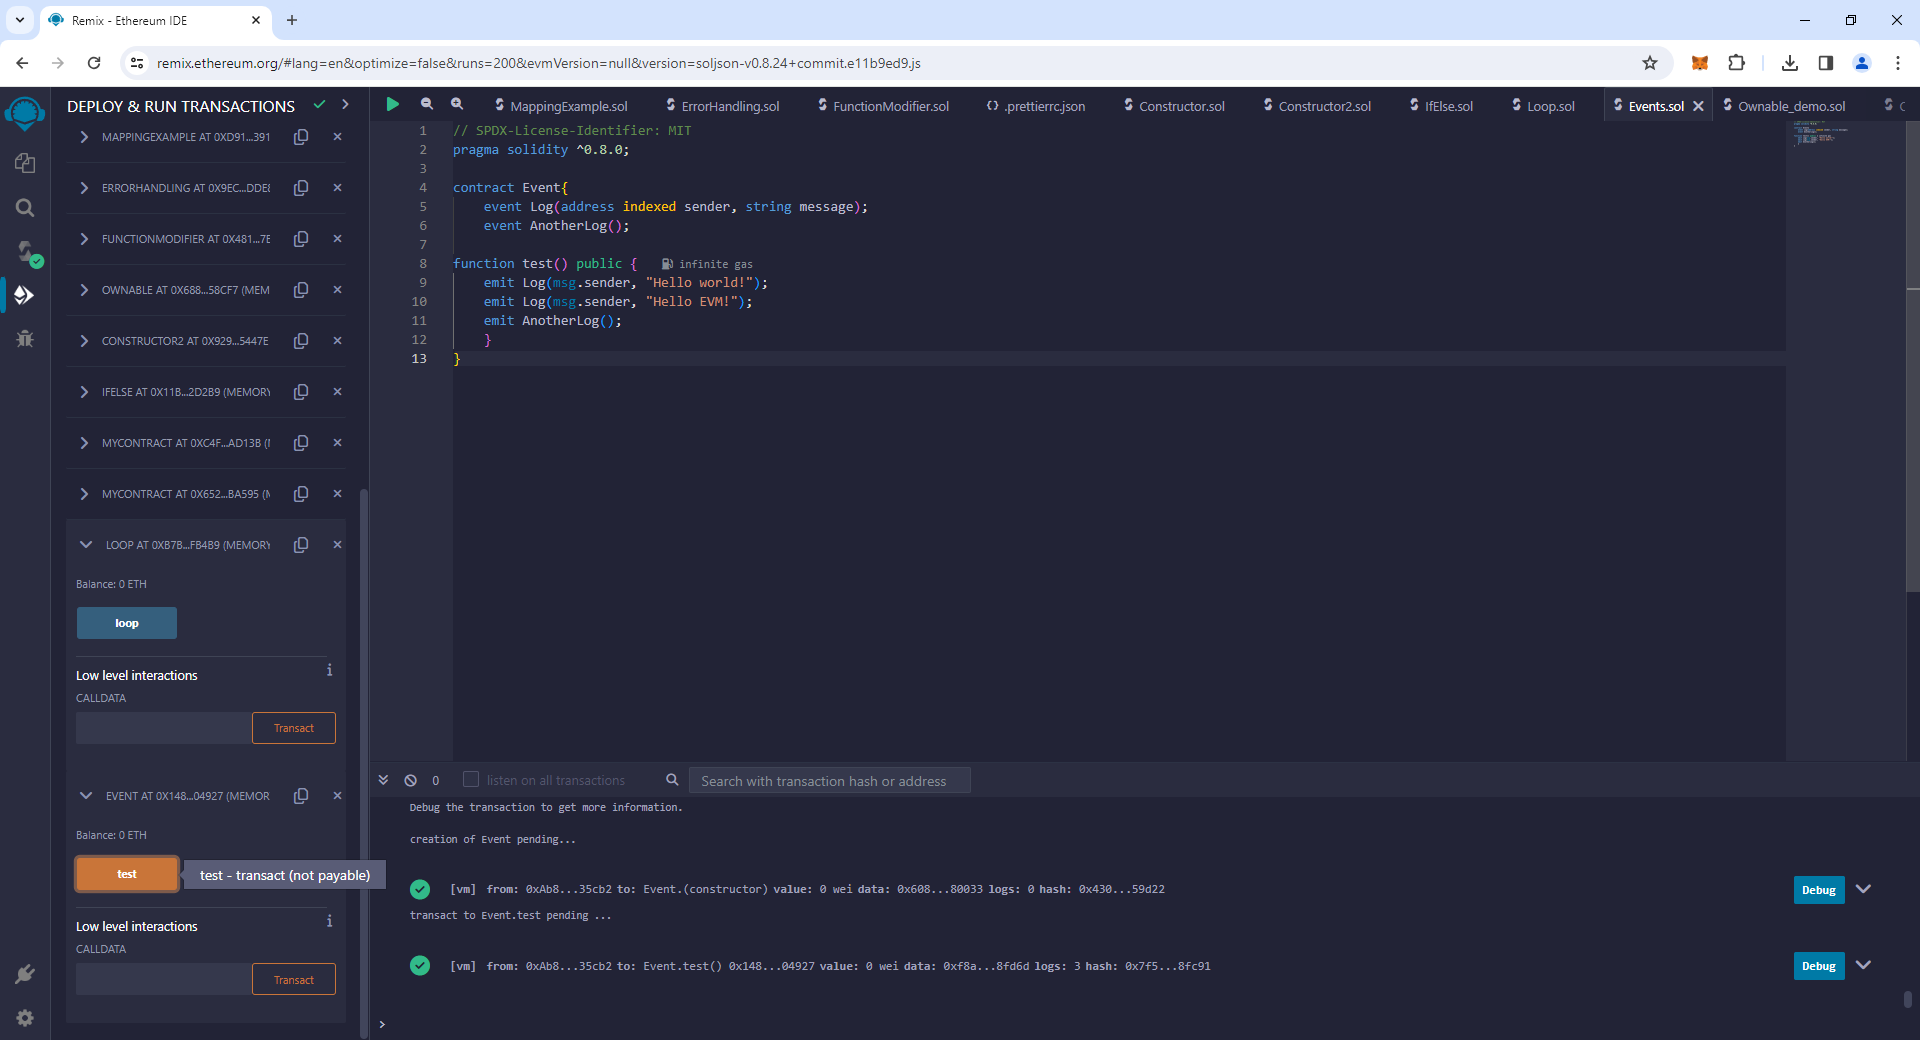 Remix - Ethereum IDE
remix.ethereum.org/#lang=en&optimize=false&runs=200&evmVersion=null&version=soljson-v0.8.24+commit.e11b9ed9.js
DEPLOY & RUN TRANSACTIONS
MAPPINGEXAMPLE AT 0XD91...391
ERRORHANDLING AT 0X9EC...DDE
FUNCTIONMODIFIER AT 0X481...7E
OWNABLE AT 0X688...58CF7 (MEM
CONSTRUCTOR2 AT 0X929...5447E
IFELSE AT 0X11B...2D2B9 (MEMORY
MYCONTRACT AT 0XC4F...AD13B (
MYCONTRACT AT 0X652...BA595 (
LOOP AT 0XB7B...FB4B9 (MEMORY
Balance: 0 ETH
loop
Low level interactions
i
CALLDATA
Transact
EVENT AT 0X148...04927 (MEMOR
Balance: 0 ETH
test
test - transact (not payable)
Low level interactions
i
CALLDATA
Transact
MappingExample.sol
ErrorHandling.sol
FunctionModifier.sol
.prettierrc.json
Constructor.sol
Constructor2.sol
IfElse.sol
Loop.sol
Events.sol
Ownable_demo.sol
C
1 // SPDX-License-Identifier: MIT
2 pragma solidity ^0.8.0;
3
4 contract Event{
5 event Log(address indexed sender, string message);
6 event AnotherLog();
7
8 function test() public { infinite gas
9 emit Log(msg.sender, "Hello world!");
10 emit Log(msg.sender, "Hello EVM!");
11 emit AnotherLog();
12 }
13 }
0
listen on all transactions
Search with transaction hash or address
Debug the transaction to get more information.
creation of Event pending...
[vm] from: 0xAb8...35cb2 to: Event.(constructor) value: 0 wei data: 0x608...80033 logs: 0 hash: 0x430...59d22
Debug
transact to Event.test pending ...
[vm] from: 0xAb8...35cb2 to: Event.test() 0x148...04927 value: 0 wei data: 0xf8a...8fd6d logs: 3 hash: 0x7f5...8fc91
Debug
>